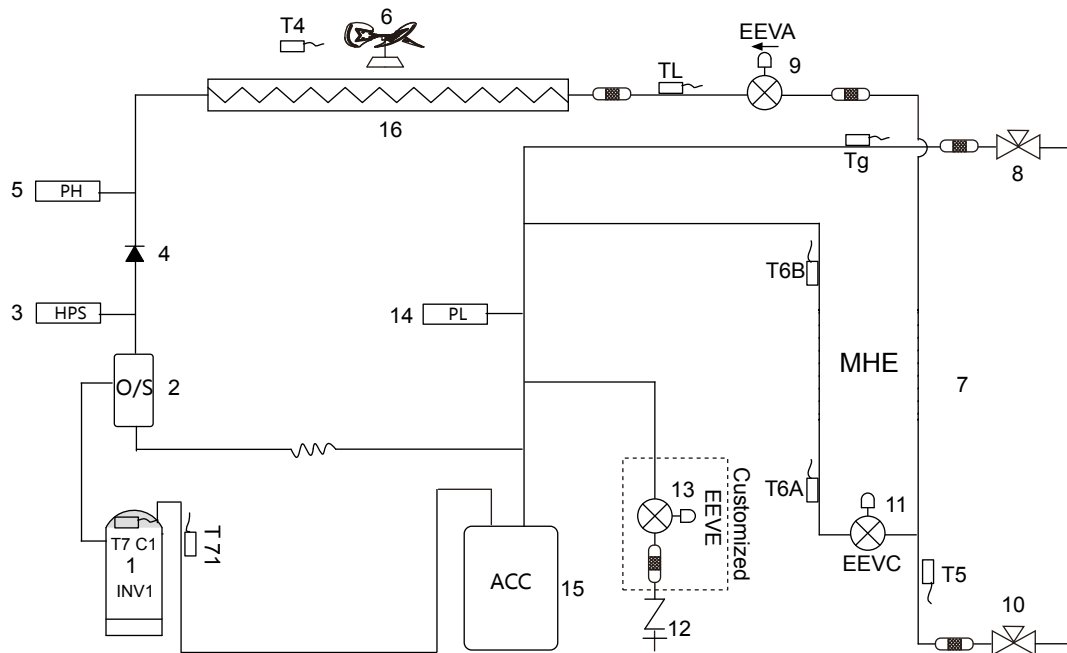 T4
6
EEVA
9
TL
16
Tg
8
5
PH
4
T6B
3
HPS
14
PL
MHE
7
O/S
2
T6A
13
EEVE
Customized
11
EEVC
T 71
T7 C1
1
INV1
ACC
15
T5
12
10